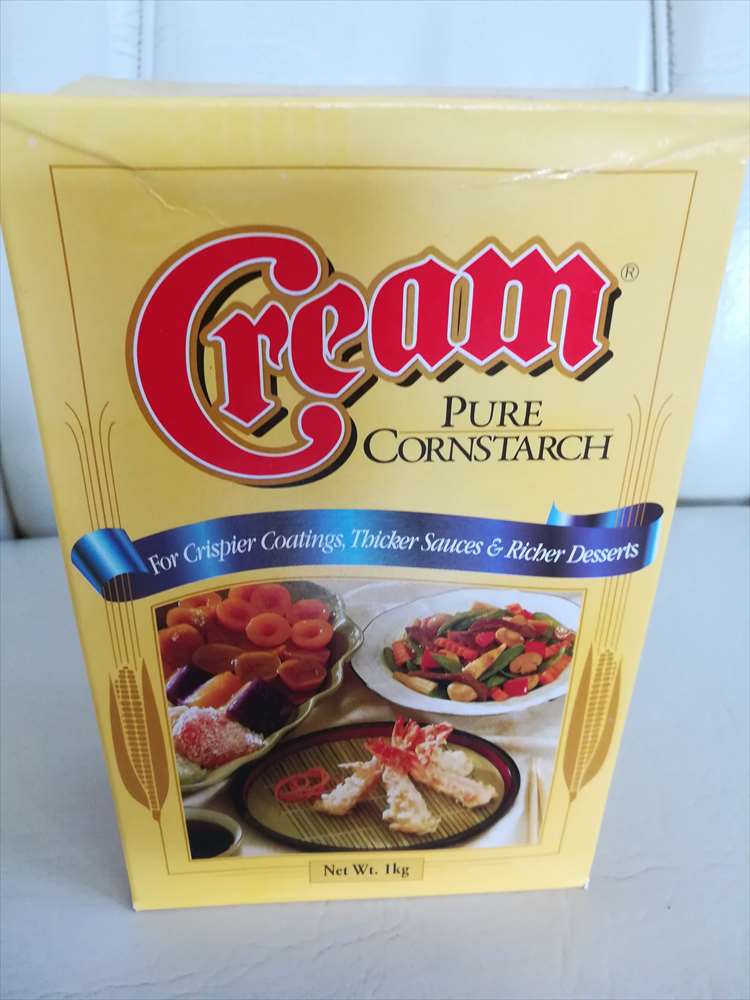 Cream ®
PURE
CORNSTARCH
For Crispier Coatings, Thicker Sauces & Richer Desserts
Net Wt. 1kg